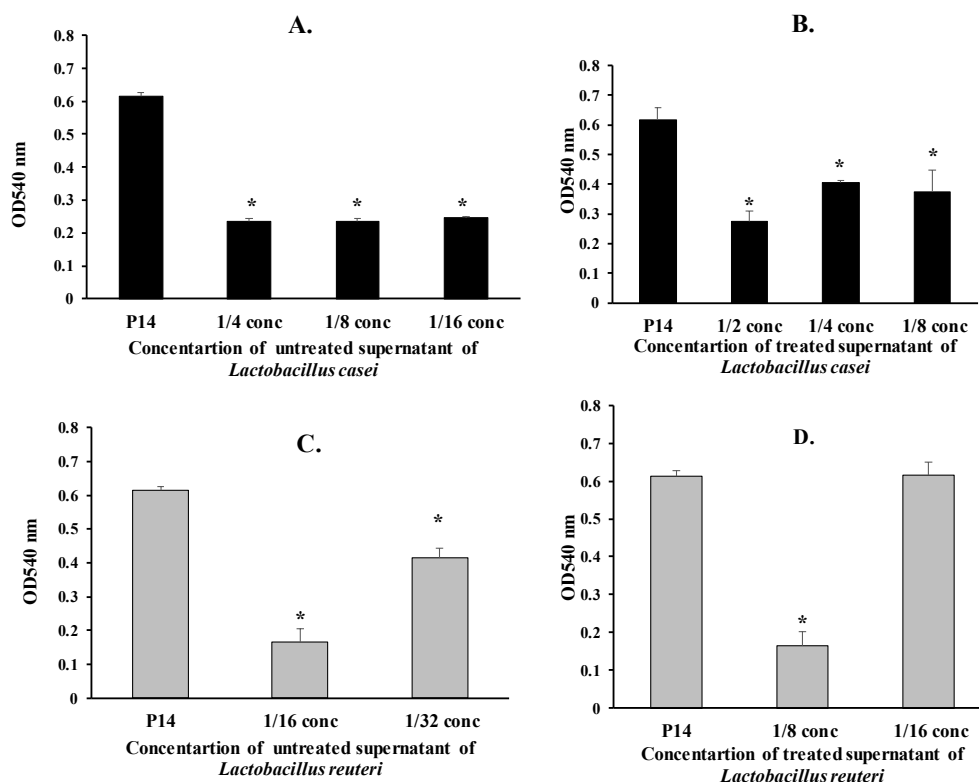 A.
0.8
0.7
0.6
0.5
0.4
0.3
0.2
0.1
0
OD540 nm
* * *
P14 1/4 conc 1/8 conc 1/16 conc
Concentartion of untreated supernatant of
Lactobacillus casei
B.
0.8
0.7
0.6
0.5
0.4
0.3
0.2
0.1
0
OD540 nm
* * *
P14 1/2 conc 1/4 conc 1/8 conc
Concentartion of treated supernatant of
Lactobacillus casei
C.
0.8
0.7
0.6
0.5
0.4
0.3
0.2
0.1
0
OD540 nm
* *
P14 1/16 conc 1/32 conc
Concentartion of untreated supernatant of
Lactobacillus reuteri
D.
0.8
0.7
0.6
0.5
0.4
0.3
0.2
0.1
0
OD540 nm
*
P14 1/8 conc 1/16 conc
Concentartion of treated supernatant of
Lactobacillus reuteri